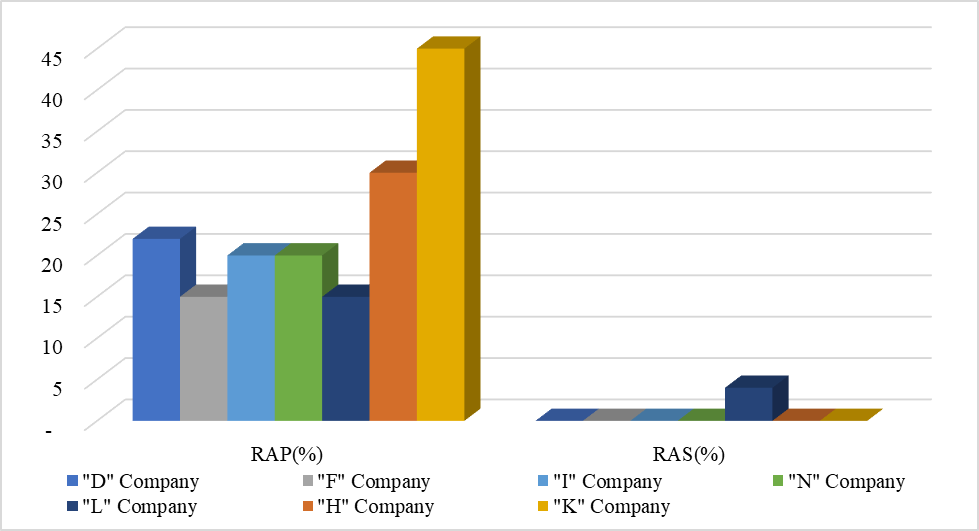 45
40
35
30
25
20
15
10
5
-
RAP(%)
RAS(%)
"D" Company
"F" Company
"I" Company
"N" Company
"L" Company
"H" Company
"K" Company